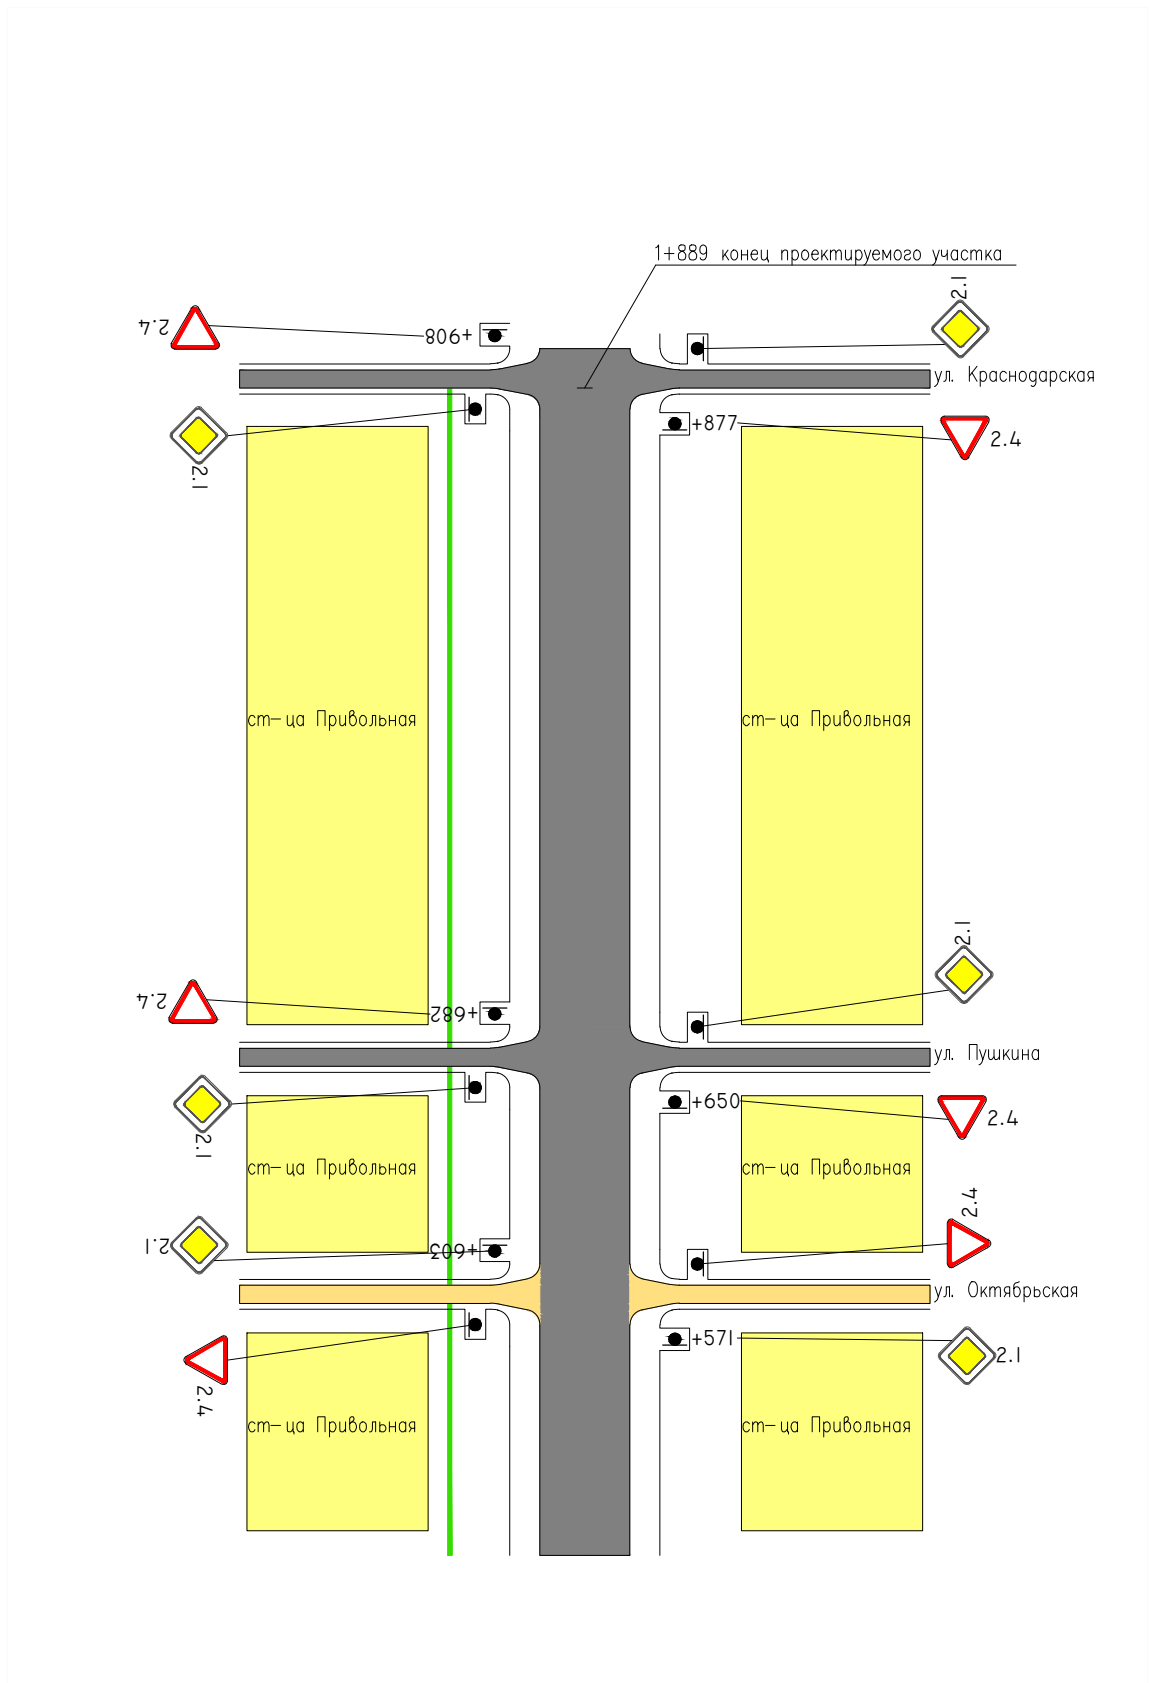 1+889 конец проектируемого участка
2.1
2.4
+908
ул. Краснодарская
+877
2.4
2.1
ст-ца Привольная
ст-ца Привольная
2.1
2.4
+682
ул. Пушкина
+650
2.4
2.1
ст-ца Привольная
ст-ца Привольная
2.4
2.1
+603
ул. Октябрьская
+571
2.1
2.4
ст-ца Привольная
ст-ца Привольная